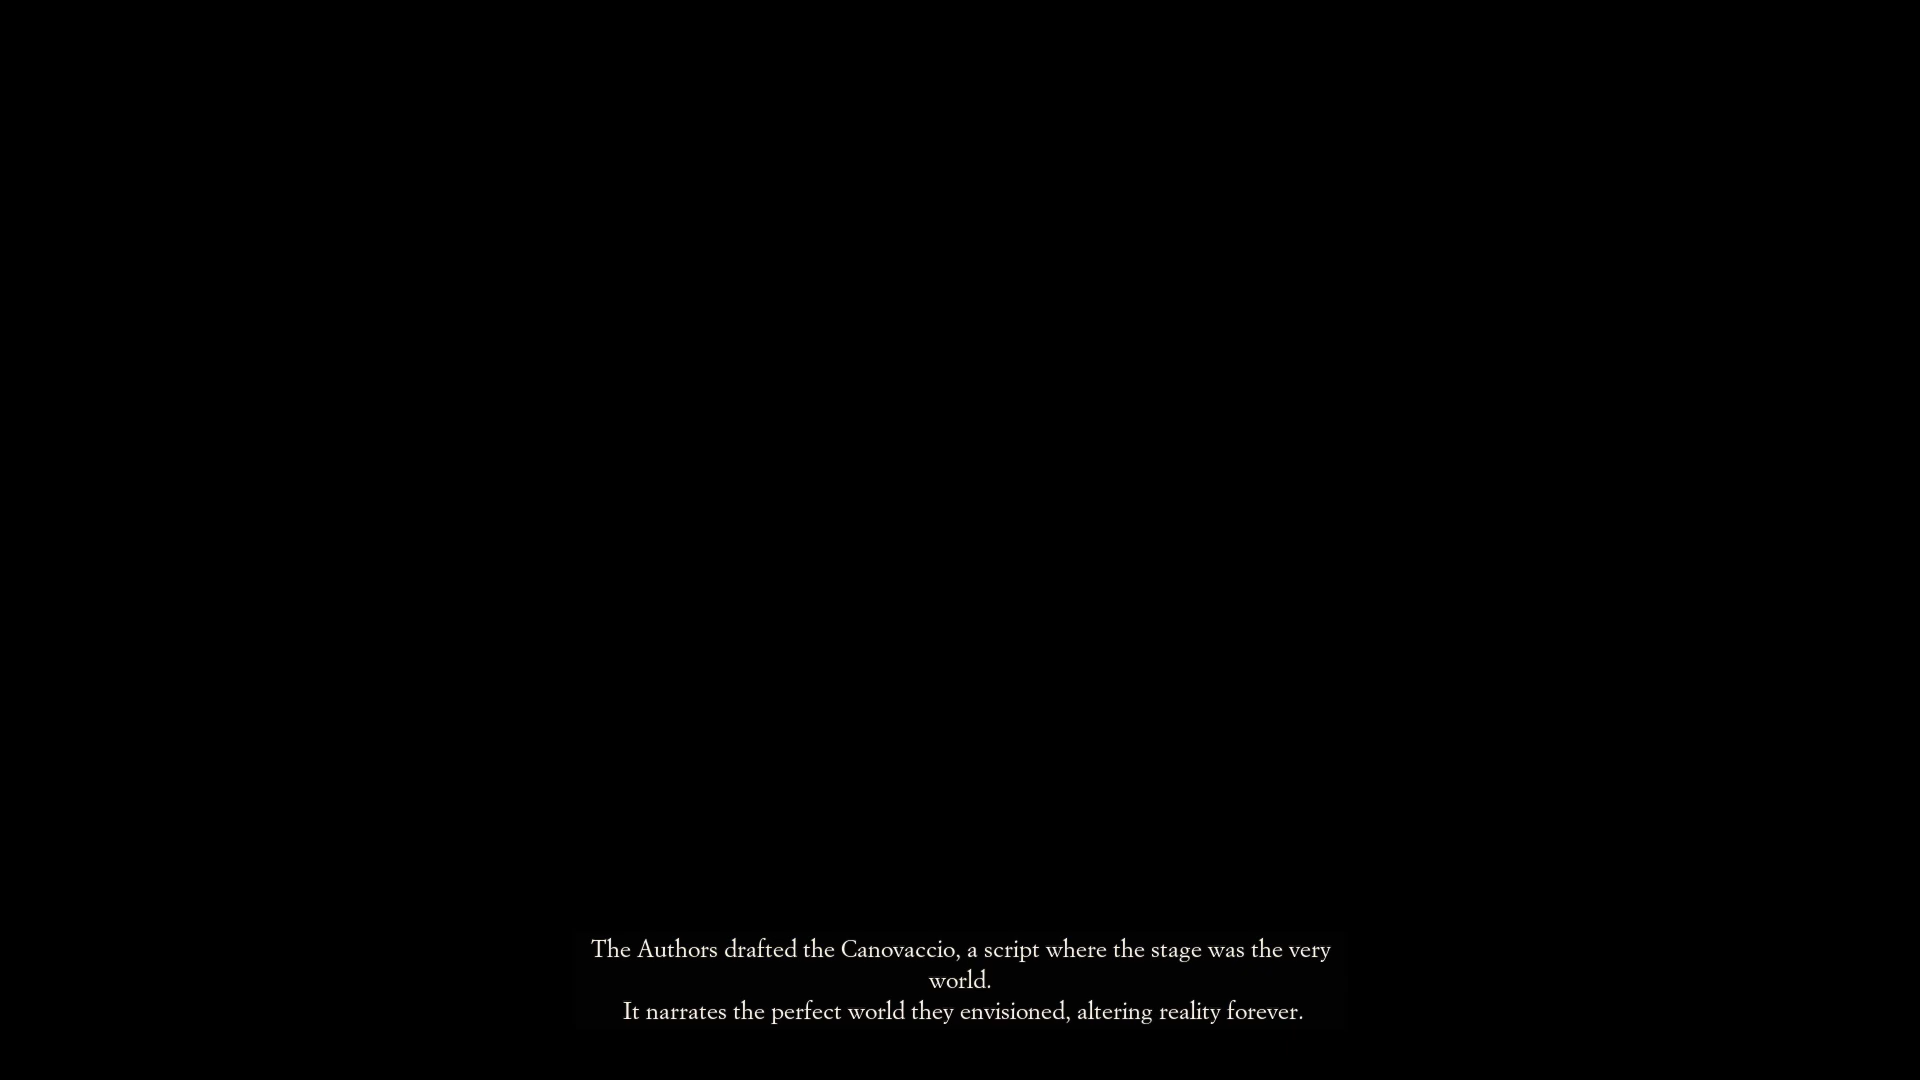 The Authors drafted the Canovaccio, a script where the stage was the very
world.
It narrates the perfect world they envisioned, altering reality forever.